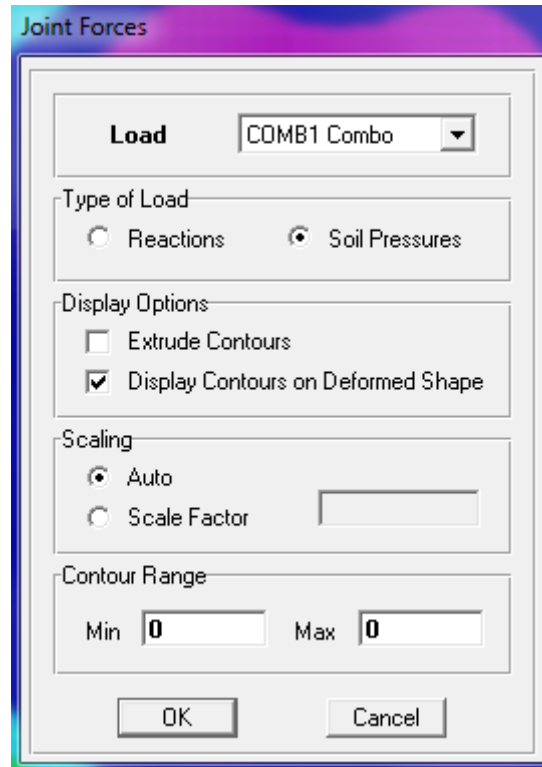 Joint Forces
Load COMB1 Combo
Type of Load
Reactions Soil Pressures
Display Options
Extrude Contours
Display Contours on Deformed Shape
Scaling
Auto
Scale Factor
Contour Range
Min 0 Max 0
OK Cancel